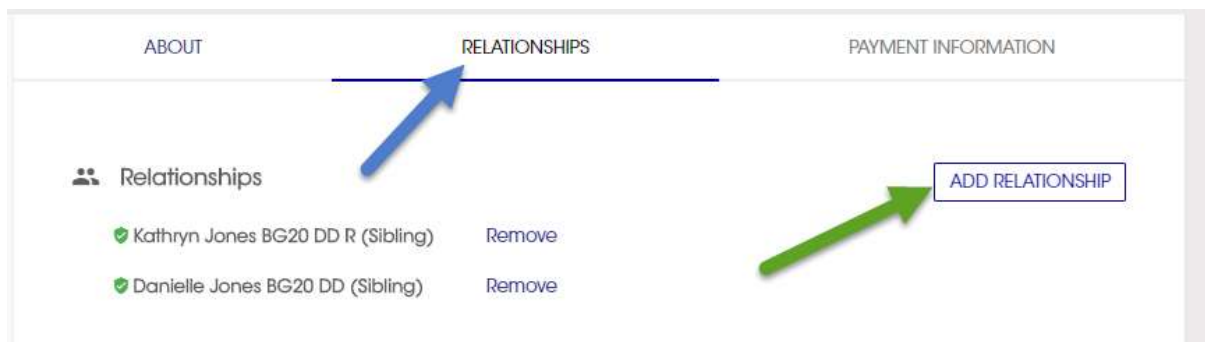 ABOUT RELATIONSHIPS PAYMENT INFORMATION
Relationships ADD RELATIONSHIP
Kathryn Jones BG20 DD R (Sibling) Remove
Danielle Jones BG20 DD (Sibling) Remove